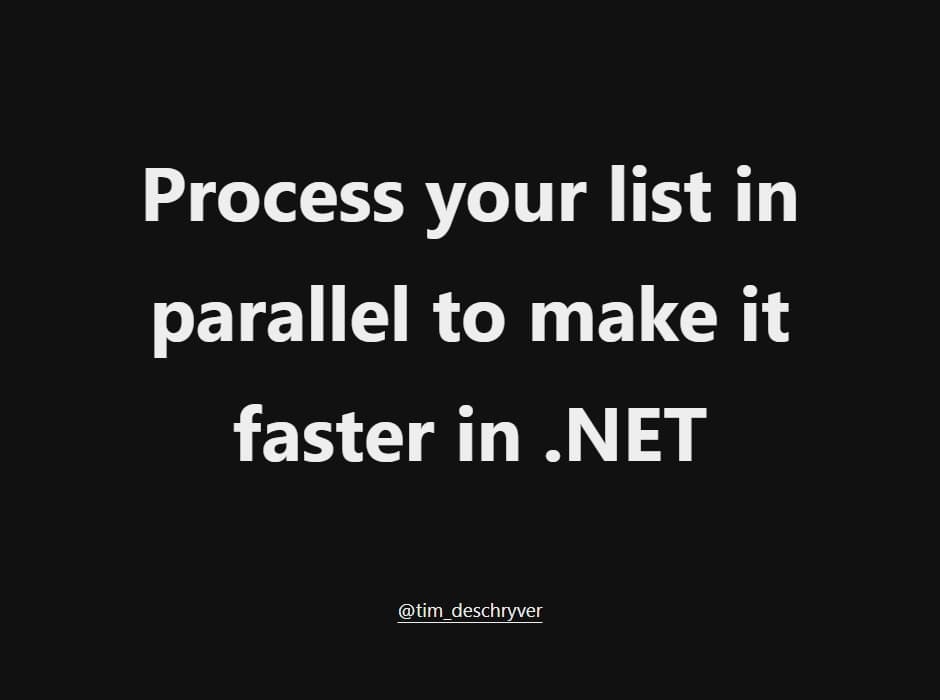 Process your list in
parallel to make it
faster in .NET
@tim_deschryver